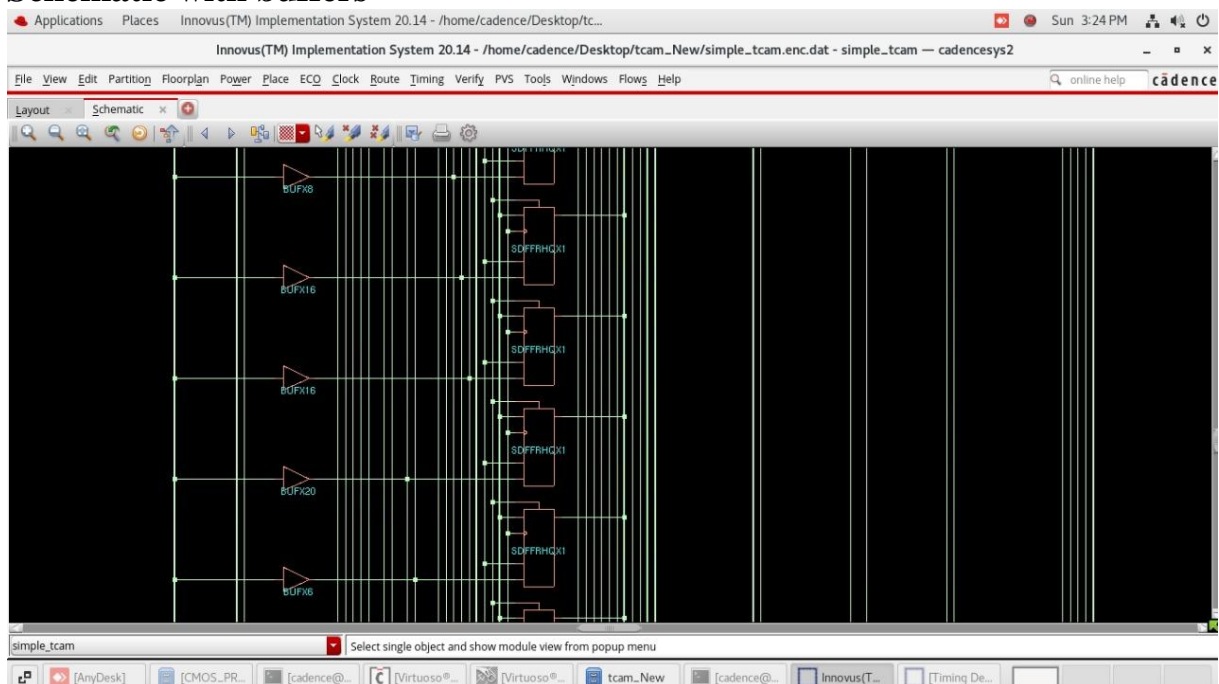 Schematic with buffers
Applications Places Innovus(TM) Implementation System 20.14 - /home/cadence/Desktop/tc... Sun 3:24 PM
Innovus(TM) Implementation System 20.14 - /home/cadence/Desktop/tcam_New/simple_tcam.enc.dat - simple_tcam — cadencesys2
File View Edit Partition Floorplan Power Place ECO Clock Route Timing Verify PVS Tools Windows Flows Help online help cādence
Layout Schematic
SDFFRHQX1
BUFX8
SDFFRHQX1
BUFX16
SDFFRHQX1
BUFX16
SDFFRHQX1
BUFX20
SDFFRHQX1
BUFX6
simple_tcam Select single object and show module view from popup menu
[AnyDesk] [CMOS_PR... [cadence@... [Virtuoso®... [Virtuoso®... tcam_New [cadence@... Innovus(T... [Timing De...